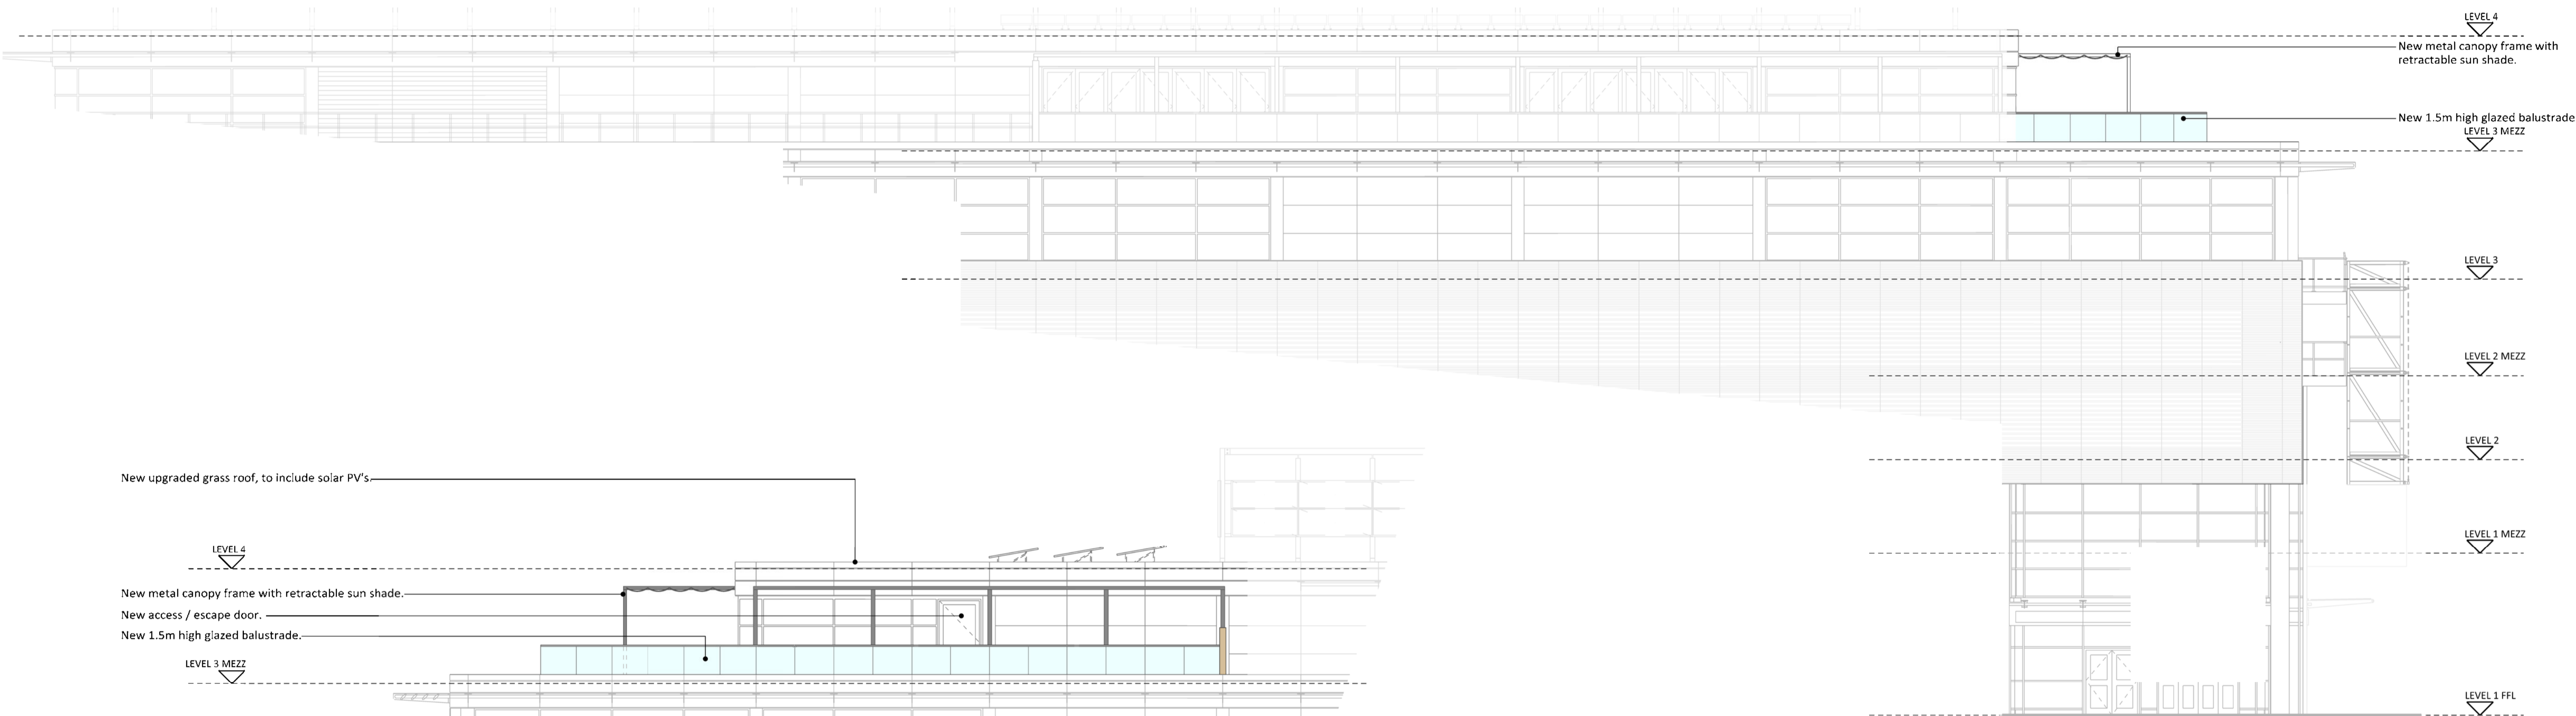 LEVEL 4
New metal canopy frame with
retractable sun shade.
New 1.5m high glazed balustrade
LEVEL 3 MEZZ
LEVEL 3
LEVEL 2 MEZZ
LEVEL 2
LEVEL 1 MEZZ
LEVEL 1 FFL
New upgraded grass roof, to include solar PV's.
LEVEL 4
New metal canopy frame with retractable sun shade.
New access / escape door.
New 1.5m high glazed balustrade.
LEVEL 3 MEZZ